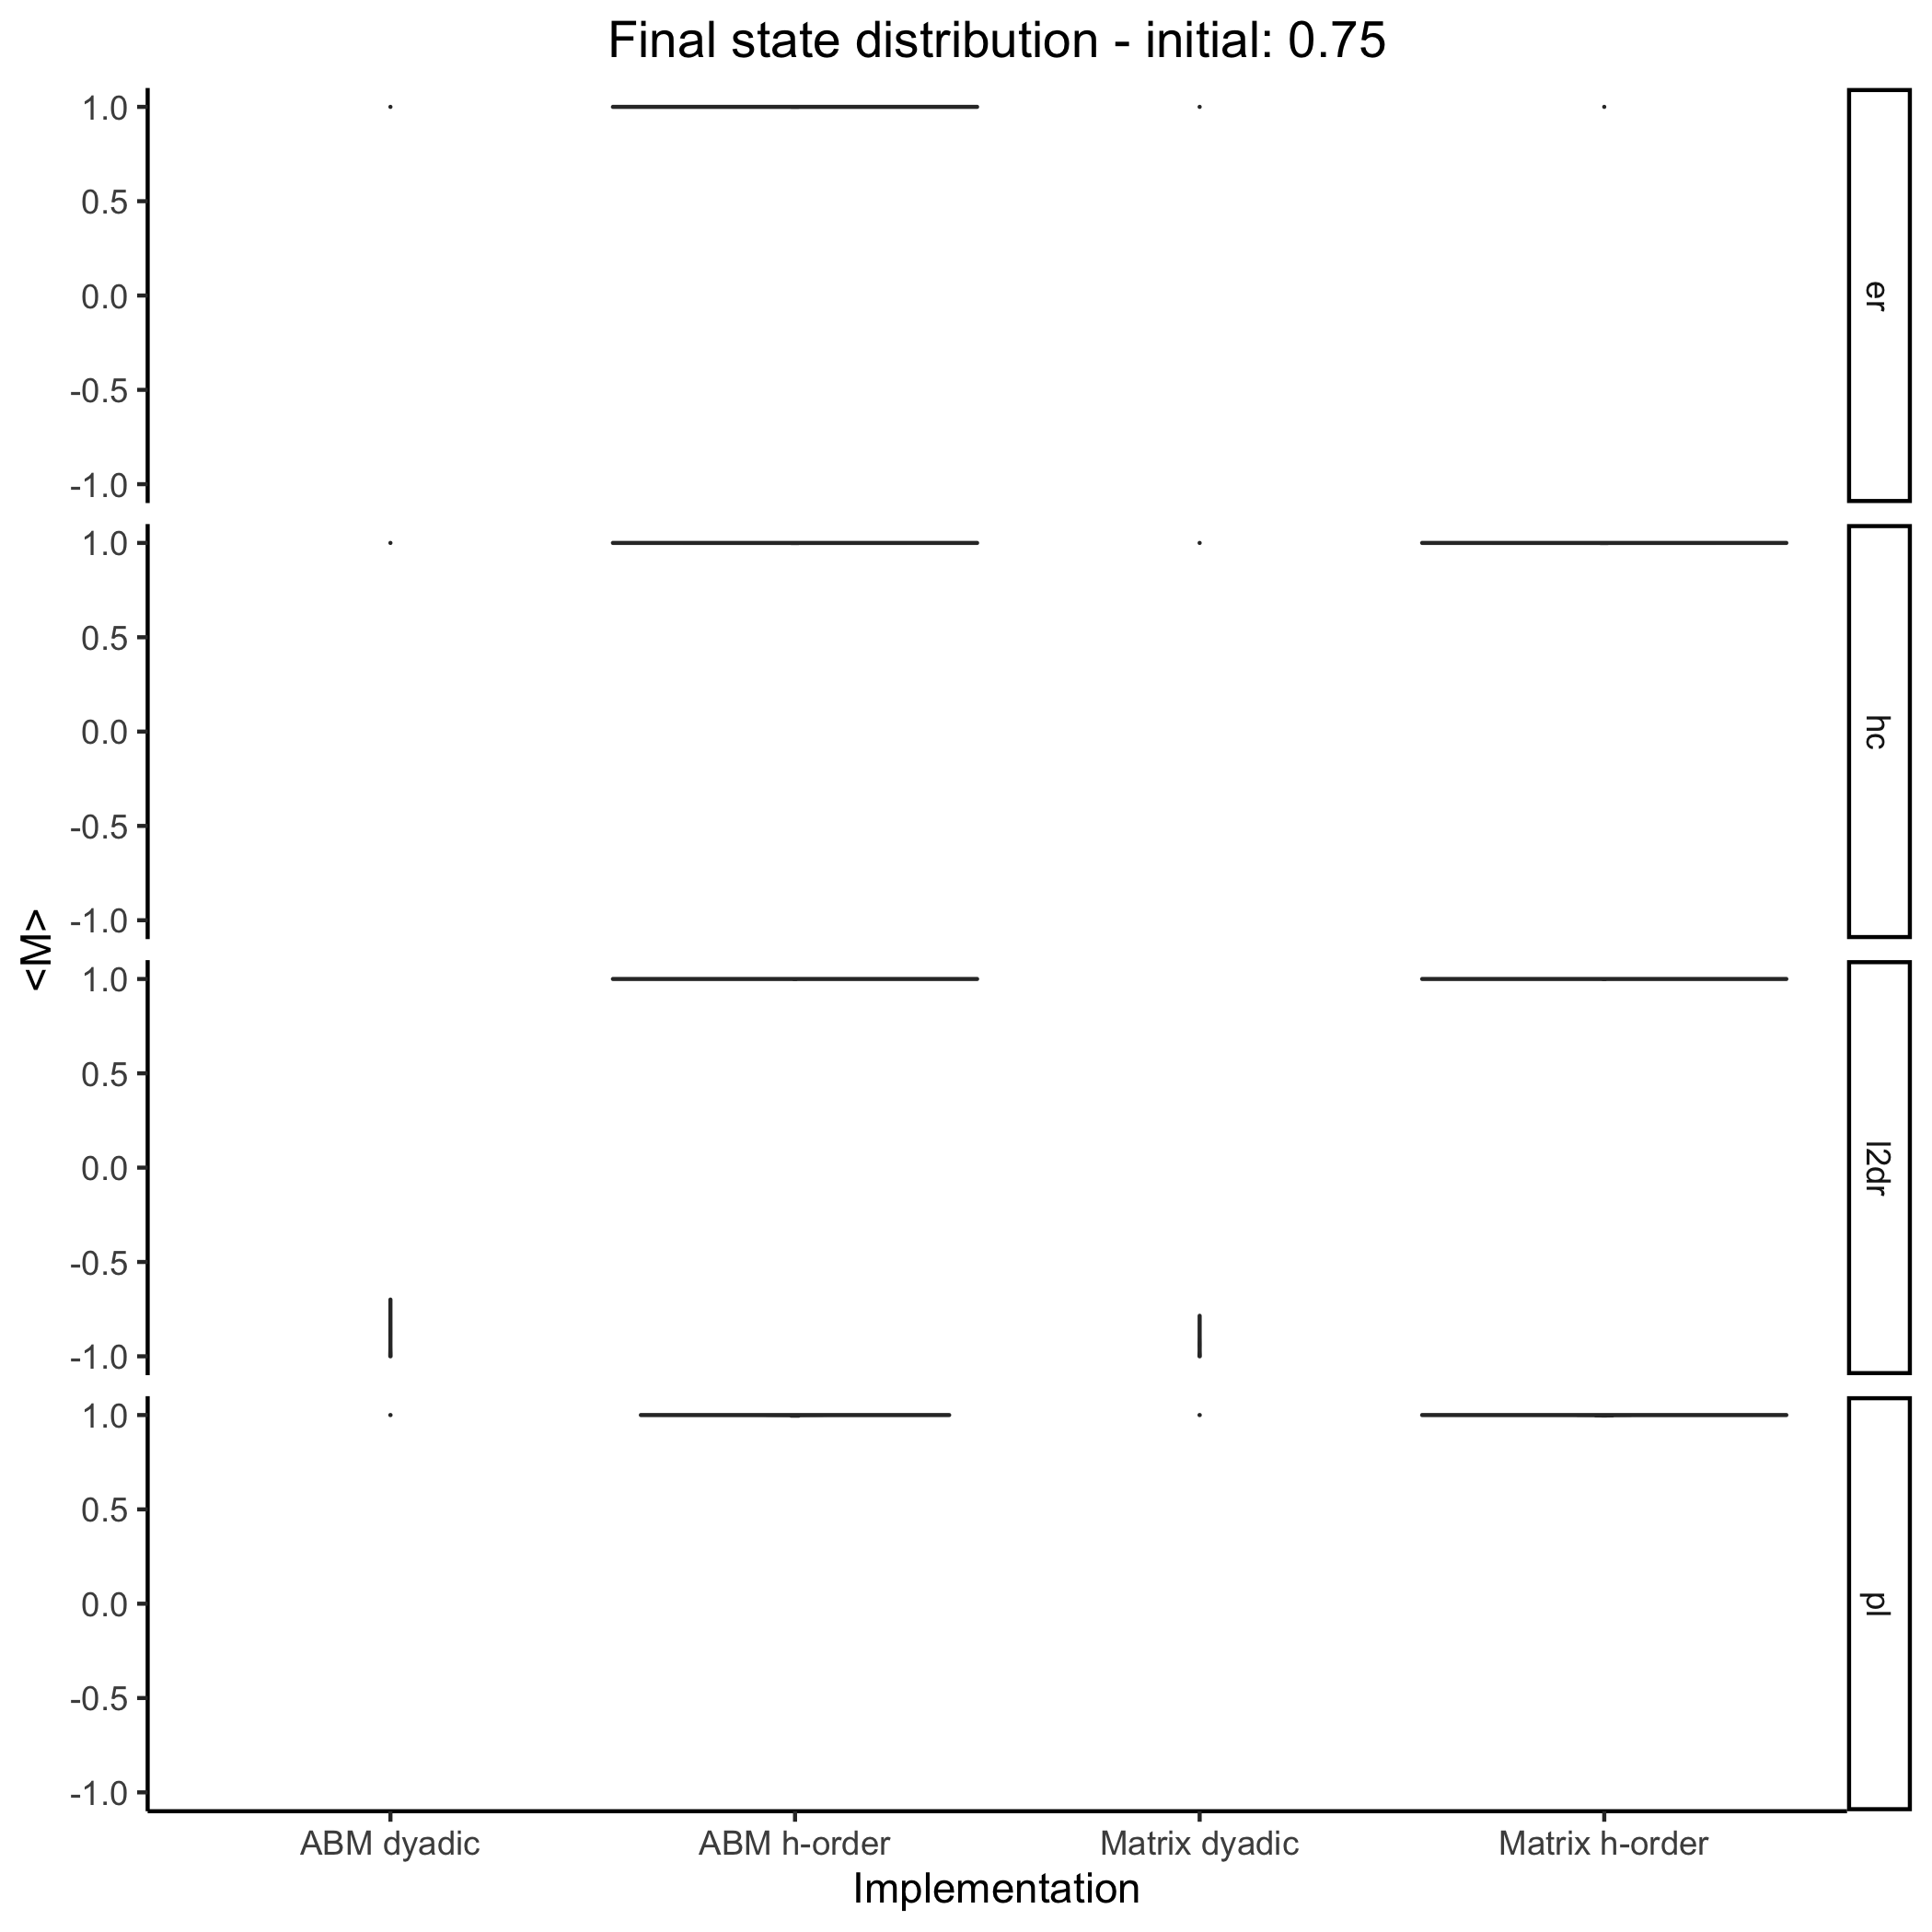 Final state distribution - initial: 0.75
1.0
0.5
0.0
-0.5
-1.0
er
1.0
0.5
0.0
-0.5
-1.0
hc
<M>
1.0
0.5
0.0
-0.5
-1.0
l2dr
1.0
0.5
0.0
-0.5
-1.0
pl
ABM dyadic
ABM h-order
Matrix dyadic
Matrix h-order
Implementation